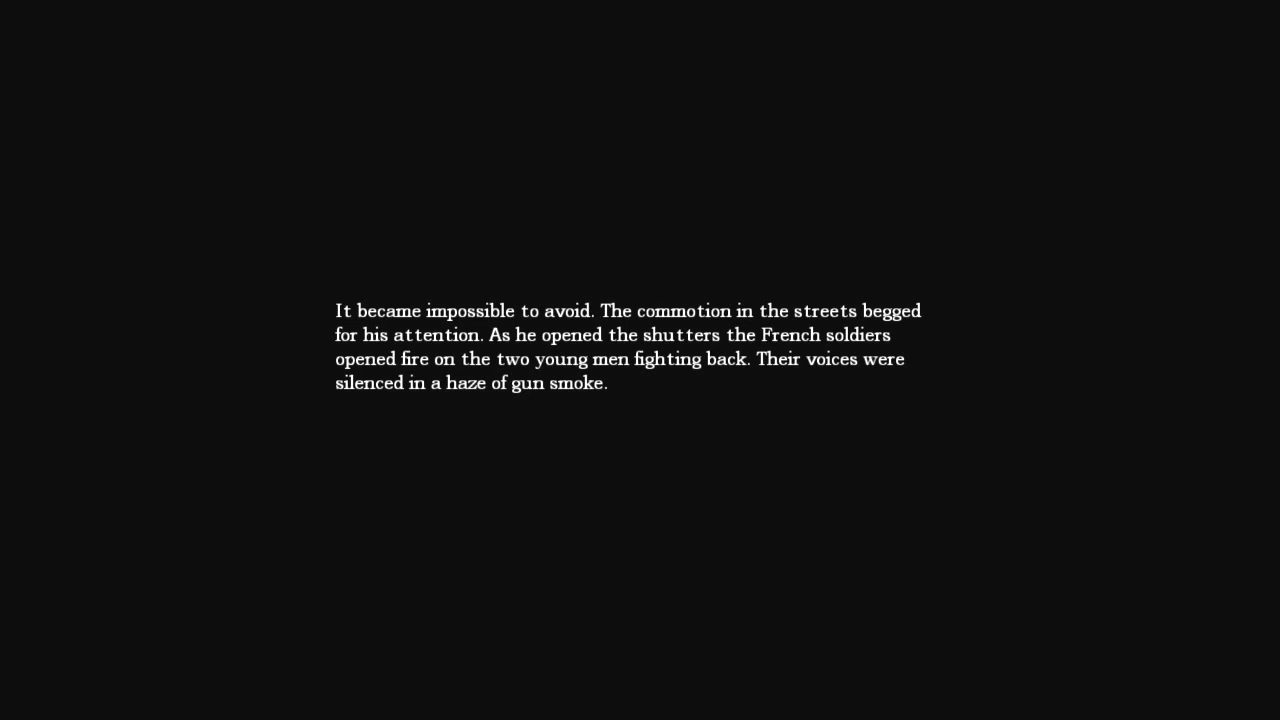 It became impossible to avoid. The commotion in the streets begged
for his attention. As he opened the shutters the French soldiers
opened fire on the two young men fighting back. Their voices were
silenced in a haze of gun smoke.